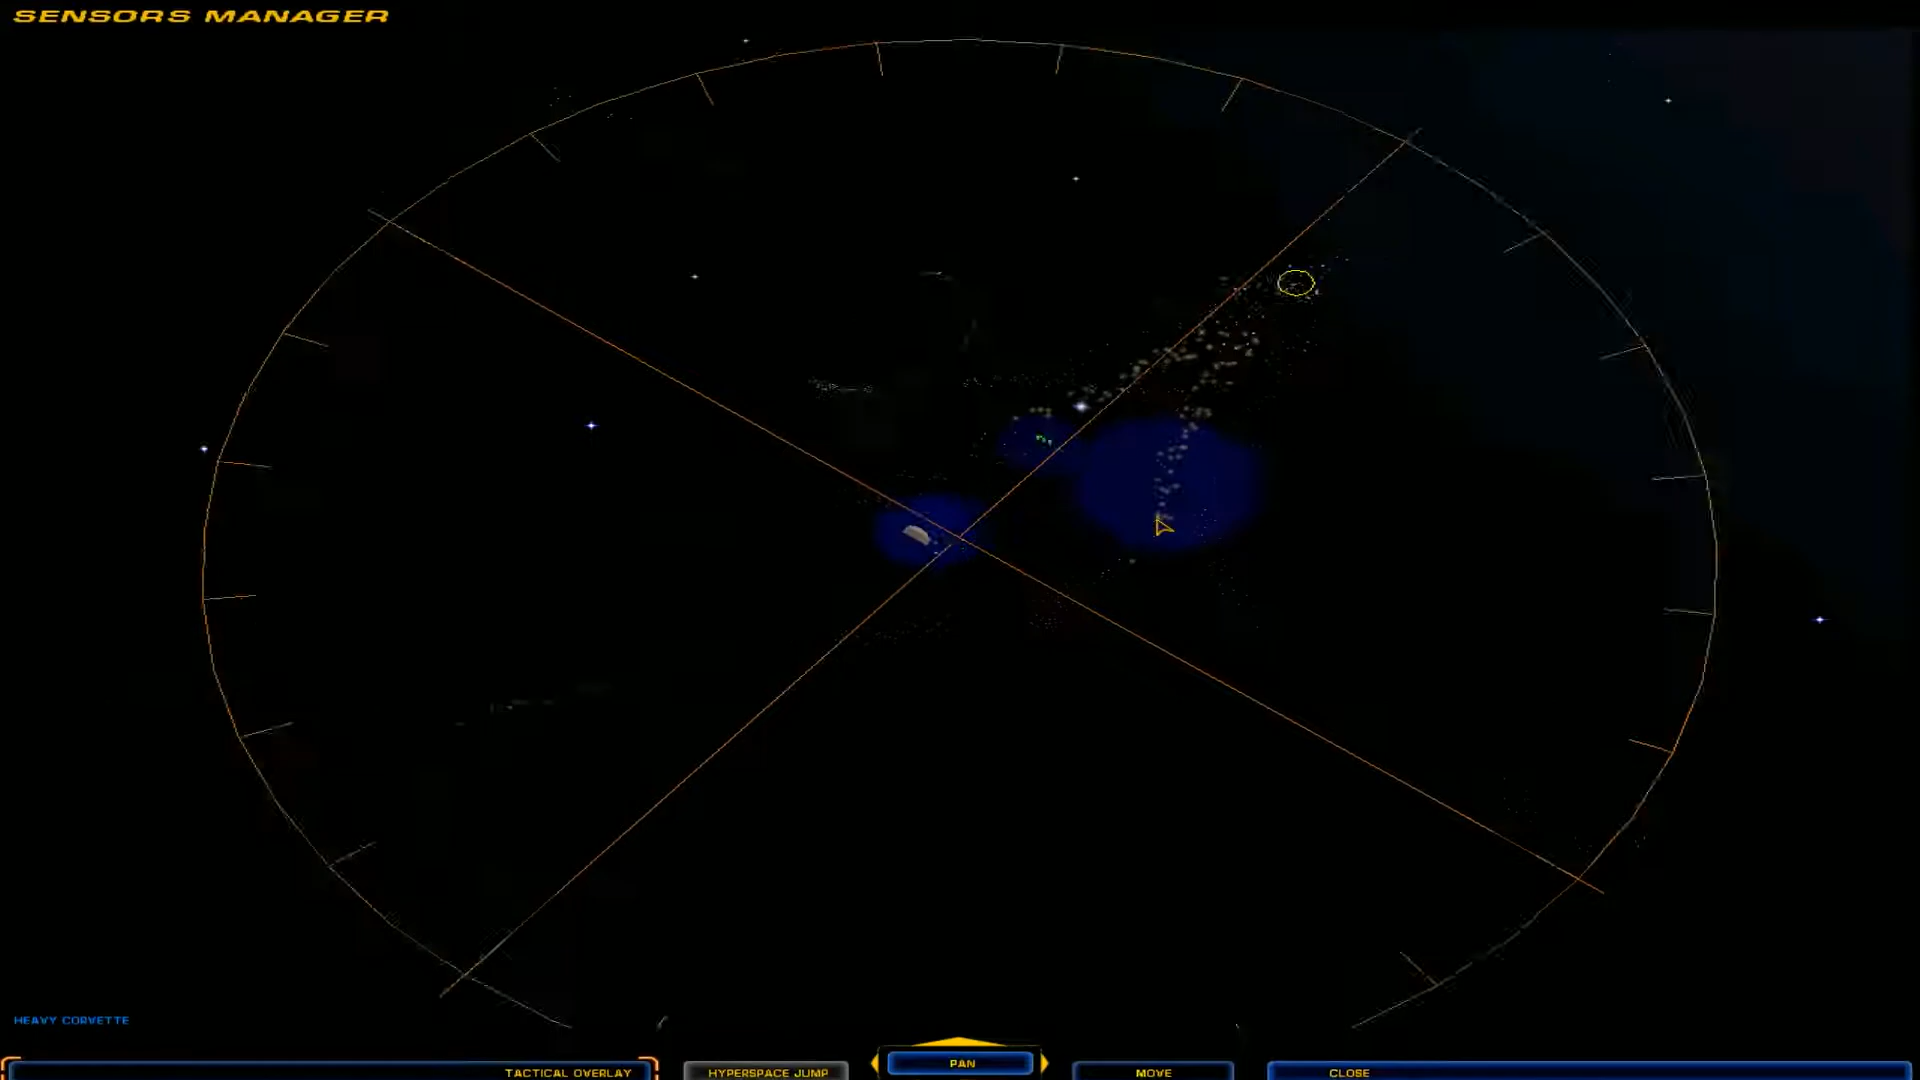 SENSORS MANAGER
HEAVY CORVETTE
TACTICAL OVERLAY
HYPERSPACE JUMP
PAN
MOVE
CLOSE